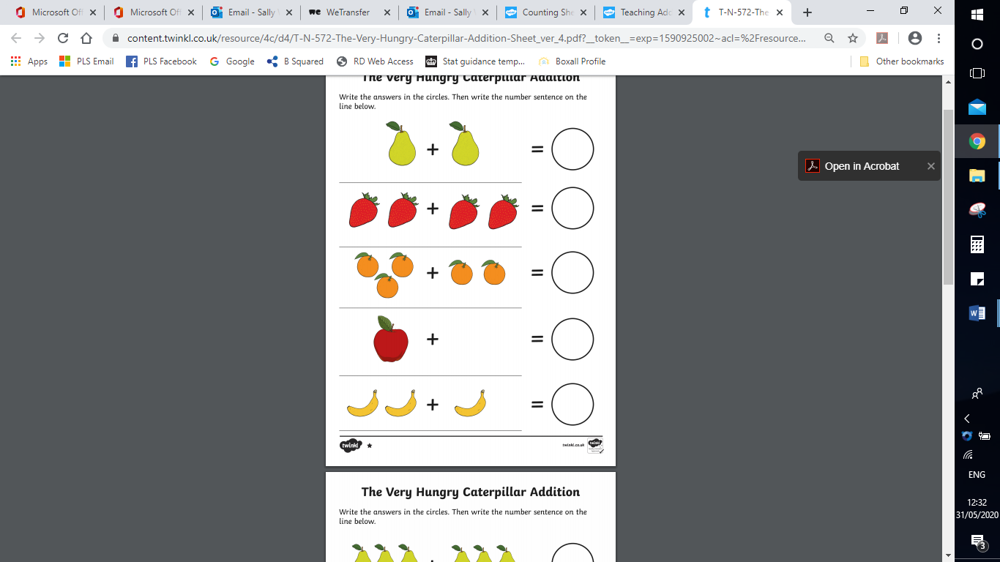 Microsoft Of
Microsoft Of
Email - Sally
WeTransfer
Email - Sally
Counting She
Teaching Add
T-N-572-The
content.twinkl.co.uk/resource/4c/d4/T-N-572-The-Very-Hungry-Caterpillar-Addition-Sheet_ver_4.pdf?__token__=exp=1590925002~acl=%2Fresource...
Apps
PLS Email
PLS Facebook
Google
B Squared
RD Web Access
Stat guidance temp...
Boxall Profile
Other bookmarks
The Very Hungry Caterpillar Addition
Write the answers in the circles. Then write the number sentence on the
line below.
+ =
+ =
+ =
+ =
+ =
twinkl
twinkl.co.uk
twinkl
Open in Acrobat
The Very Hungry Caterpillar Addition
Write the answers in the circles. Then write the number sentence on the
line below.
ENG
12:32
31/05/2020
3